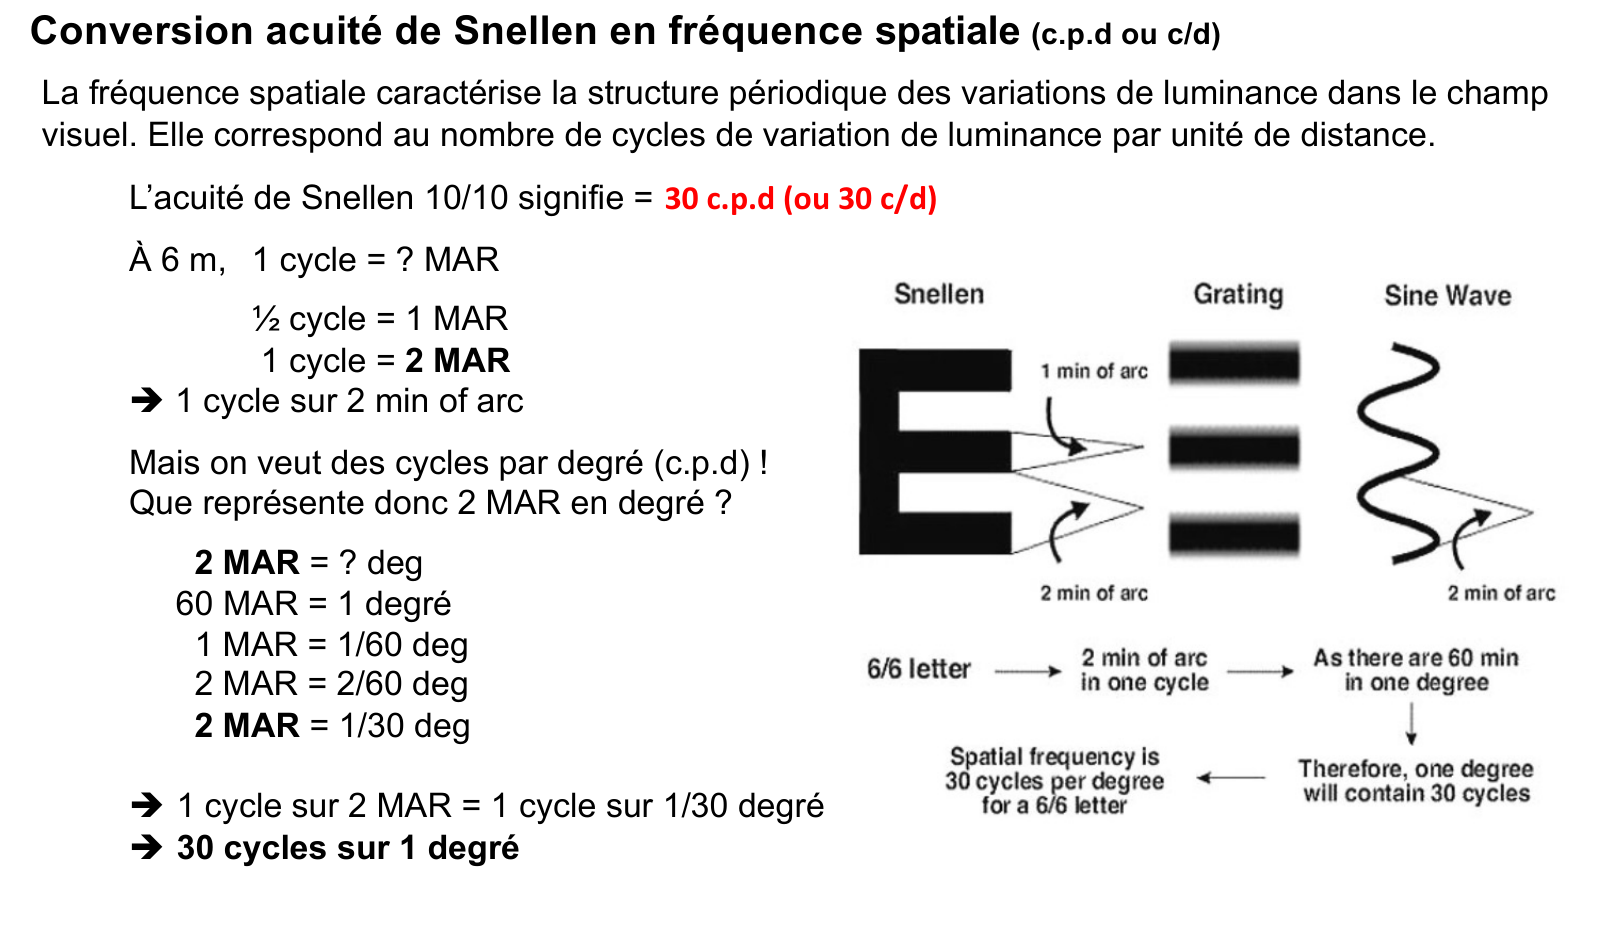 Conversion acuité de Snellen en fréquence spatiale (c.p.d ou c/d)
La fréquence spatiale caractérise la structure périodique des variations de luminance dans le champ
visuel. Elle correspond au nombre de cycles de variation de luminance par unité de distance.
L’acuité de Snellen 10/10 signifie = 30 c.p.d (ou 30 c/d)
À 6 m, 1 cycle = ? MAR
½ cycle = 1 MAR
1 cycle = 2 MAR
➔ 1 cycle sur 2 min of arc
Mais on veut des cycles par degré (c.p.d) !
Que représente donc 2 MAR en degré ?
2 MAR = ? deg
60 MAR = 1 degré
1 MAR = 1/60 deg
2 MAR = 2/60 deg
2 MAR = 1/30 deg
➔ 1 cycle sur 2 MAR = 1 cycle sur 1/30 degré
➔ 30 cycles sur 1 degré
Snellen
Grating
Sine Wave
1 min of arc
2 min of arc
2 min of arc
6/6 letter
2 min of arc
in one cycle
As there are 60 min
in one degree
Therefore, one degree
will contain 30 cycles
Spatial frequency is
30 cycles per degree
for a 6/6 letter